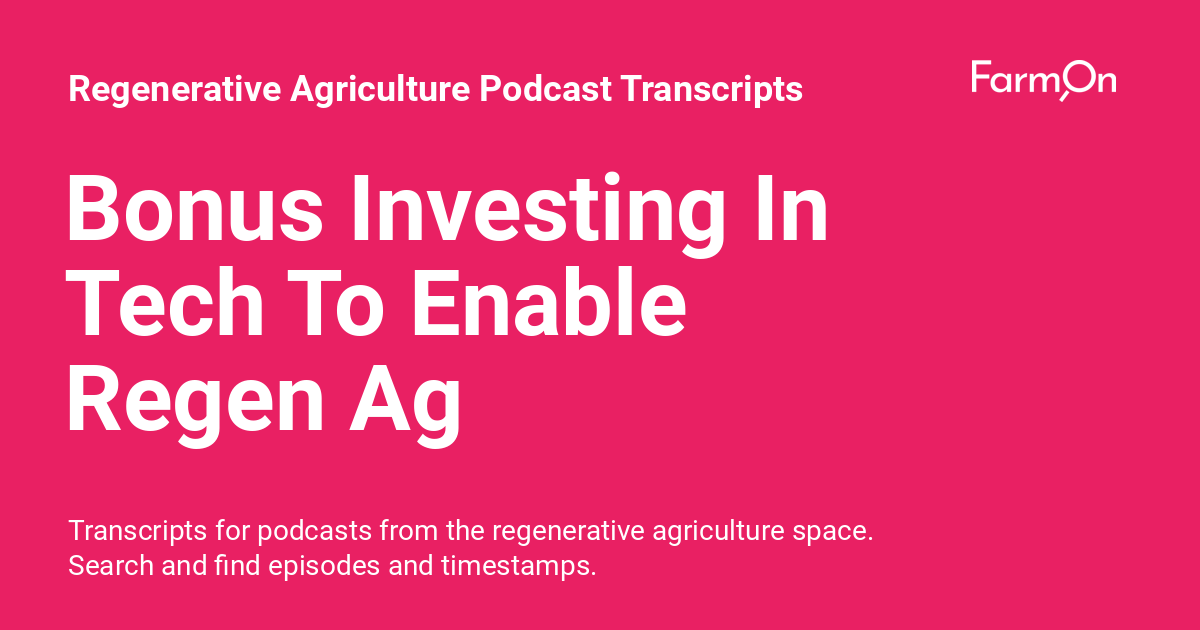 Regenerative Agriculture Podcast Transcripts
FarmOn
Bonus Investing In
Tech To Enable
Regen Ag
Transcripts for podcasts from the regenerative agriculture space.
Search and find episodes and timestamps.